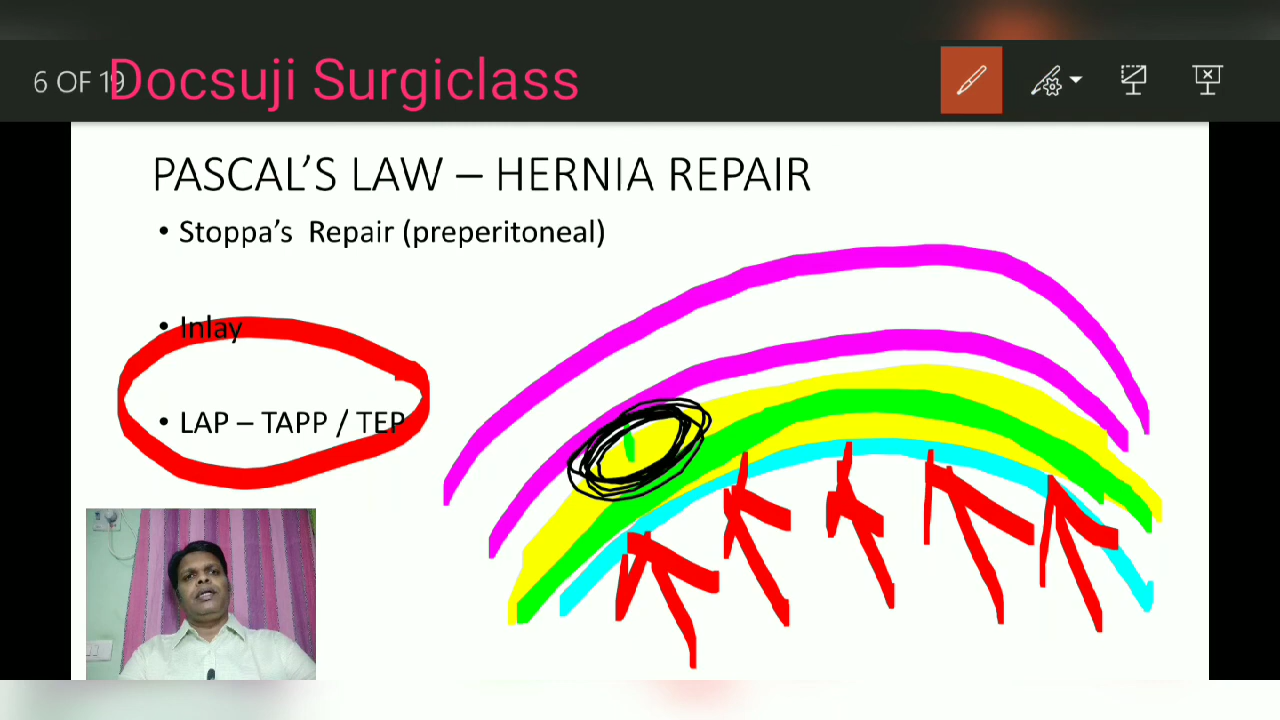 6 OF 19
Docsuji Surgiclass
PASCAL'S LAW – HERNIA REPAIR
• Stoppa's Repair (preperitoneal)
• Inlay
• LAP – TAPP / TEP